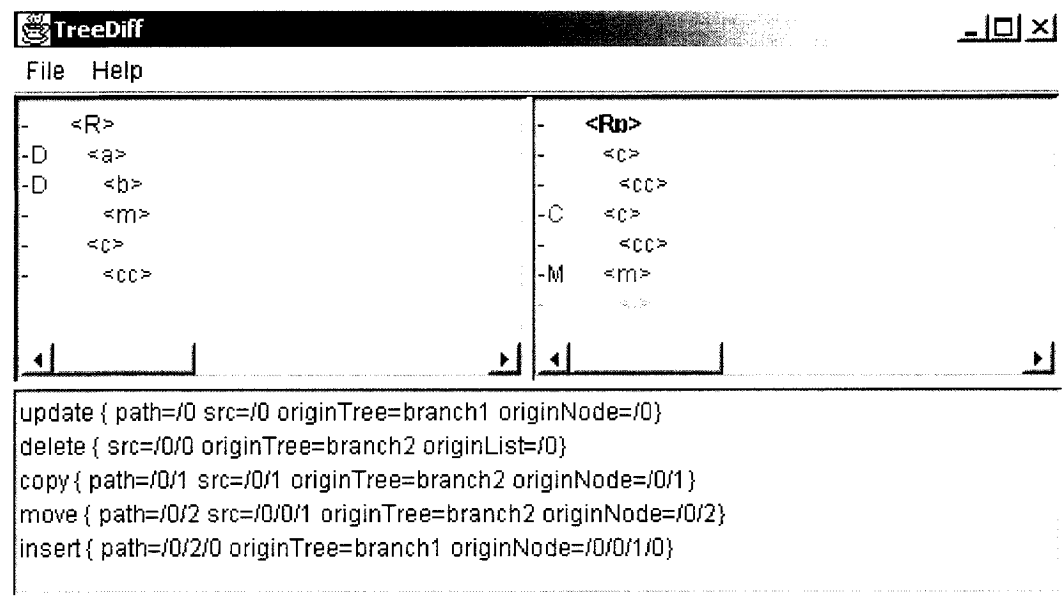 TreeDiff
File Help
- <R>
-D <a>
-D <b>
- <m>
- <c>
- <cc>
- <Rp>
- <c>
- <cc>
-C <c>
- <cc>
-M <m>
update { path=/0 src=/0 originTree=branch1 originNode=/0}
delete { src=/0/0 originTree=branch2 originList=/0}
copy { path=/0/1 src=/0/1 originTree=branch2 originNode=/0/1}
move { path=/0/2 src=/0/0/1 originTree=branch2 originNode=/0/2}
insert { path=/0/2/0 originTree=branch1 originNode=/0/0/1/0}